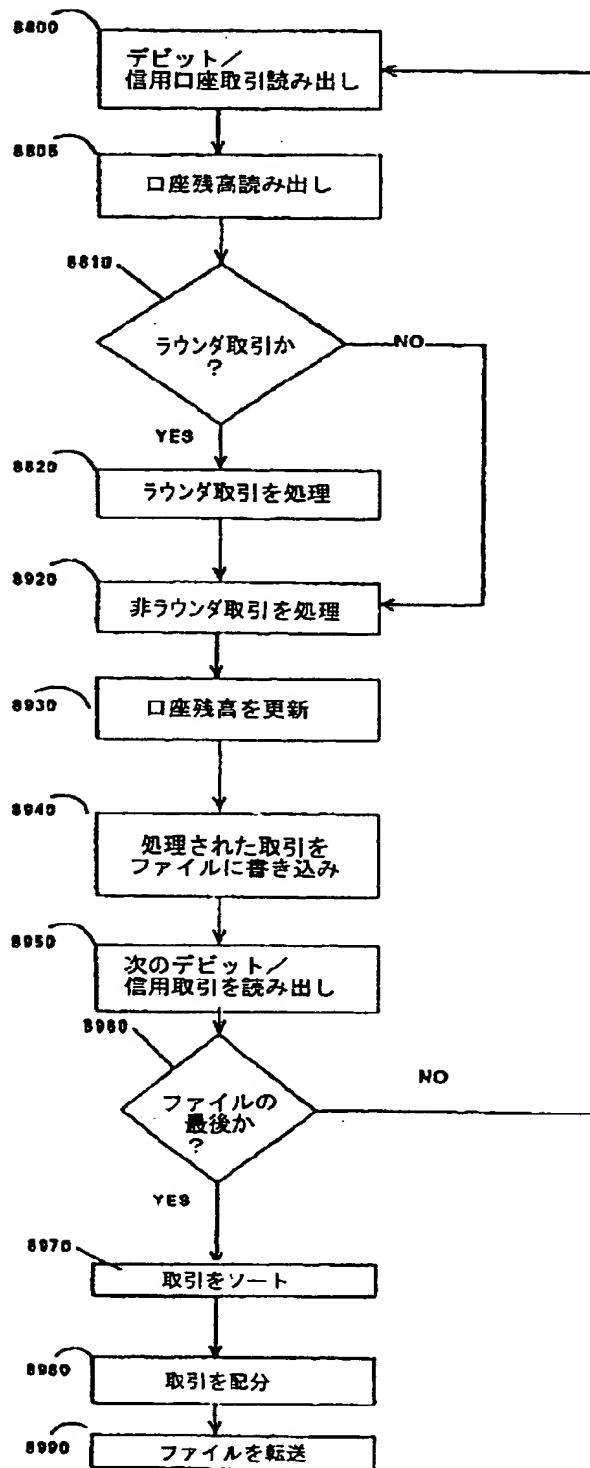 8800
デビット/
信用口座取引読み出し
8805
口座残高読み出し
8810
ラウンダ取引か
?
NO
YES
8820
ラウンダ取引を処理
8920
非ラウンダ取引を処理
8930
口座残高を更新
8940
処理された取引を
ファイルに書き込み
8950
次のデビット/
信用取引を読み出し
8960
ファイルの
最後か
?
NO
YES
8970
取引をソート
8980
取引を配分
8990
ファイルを転送